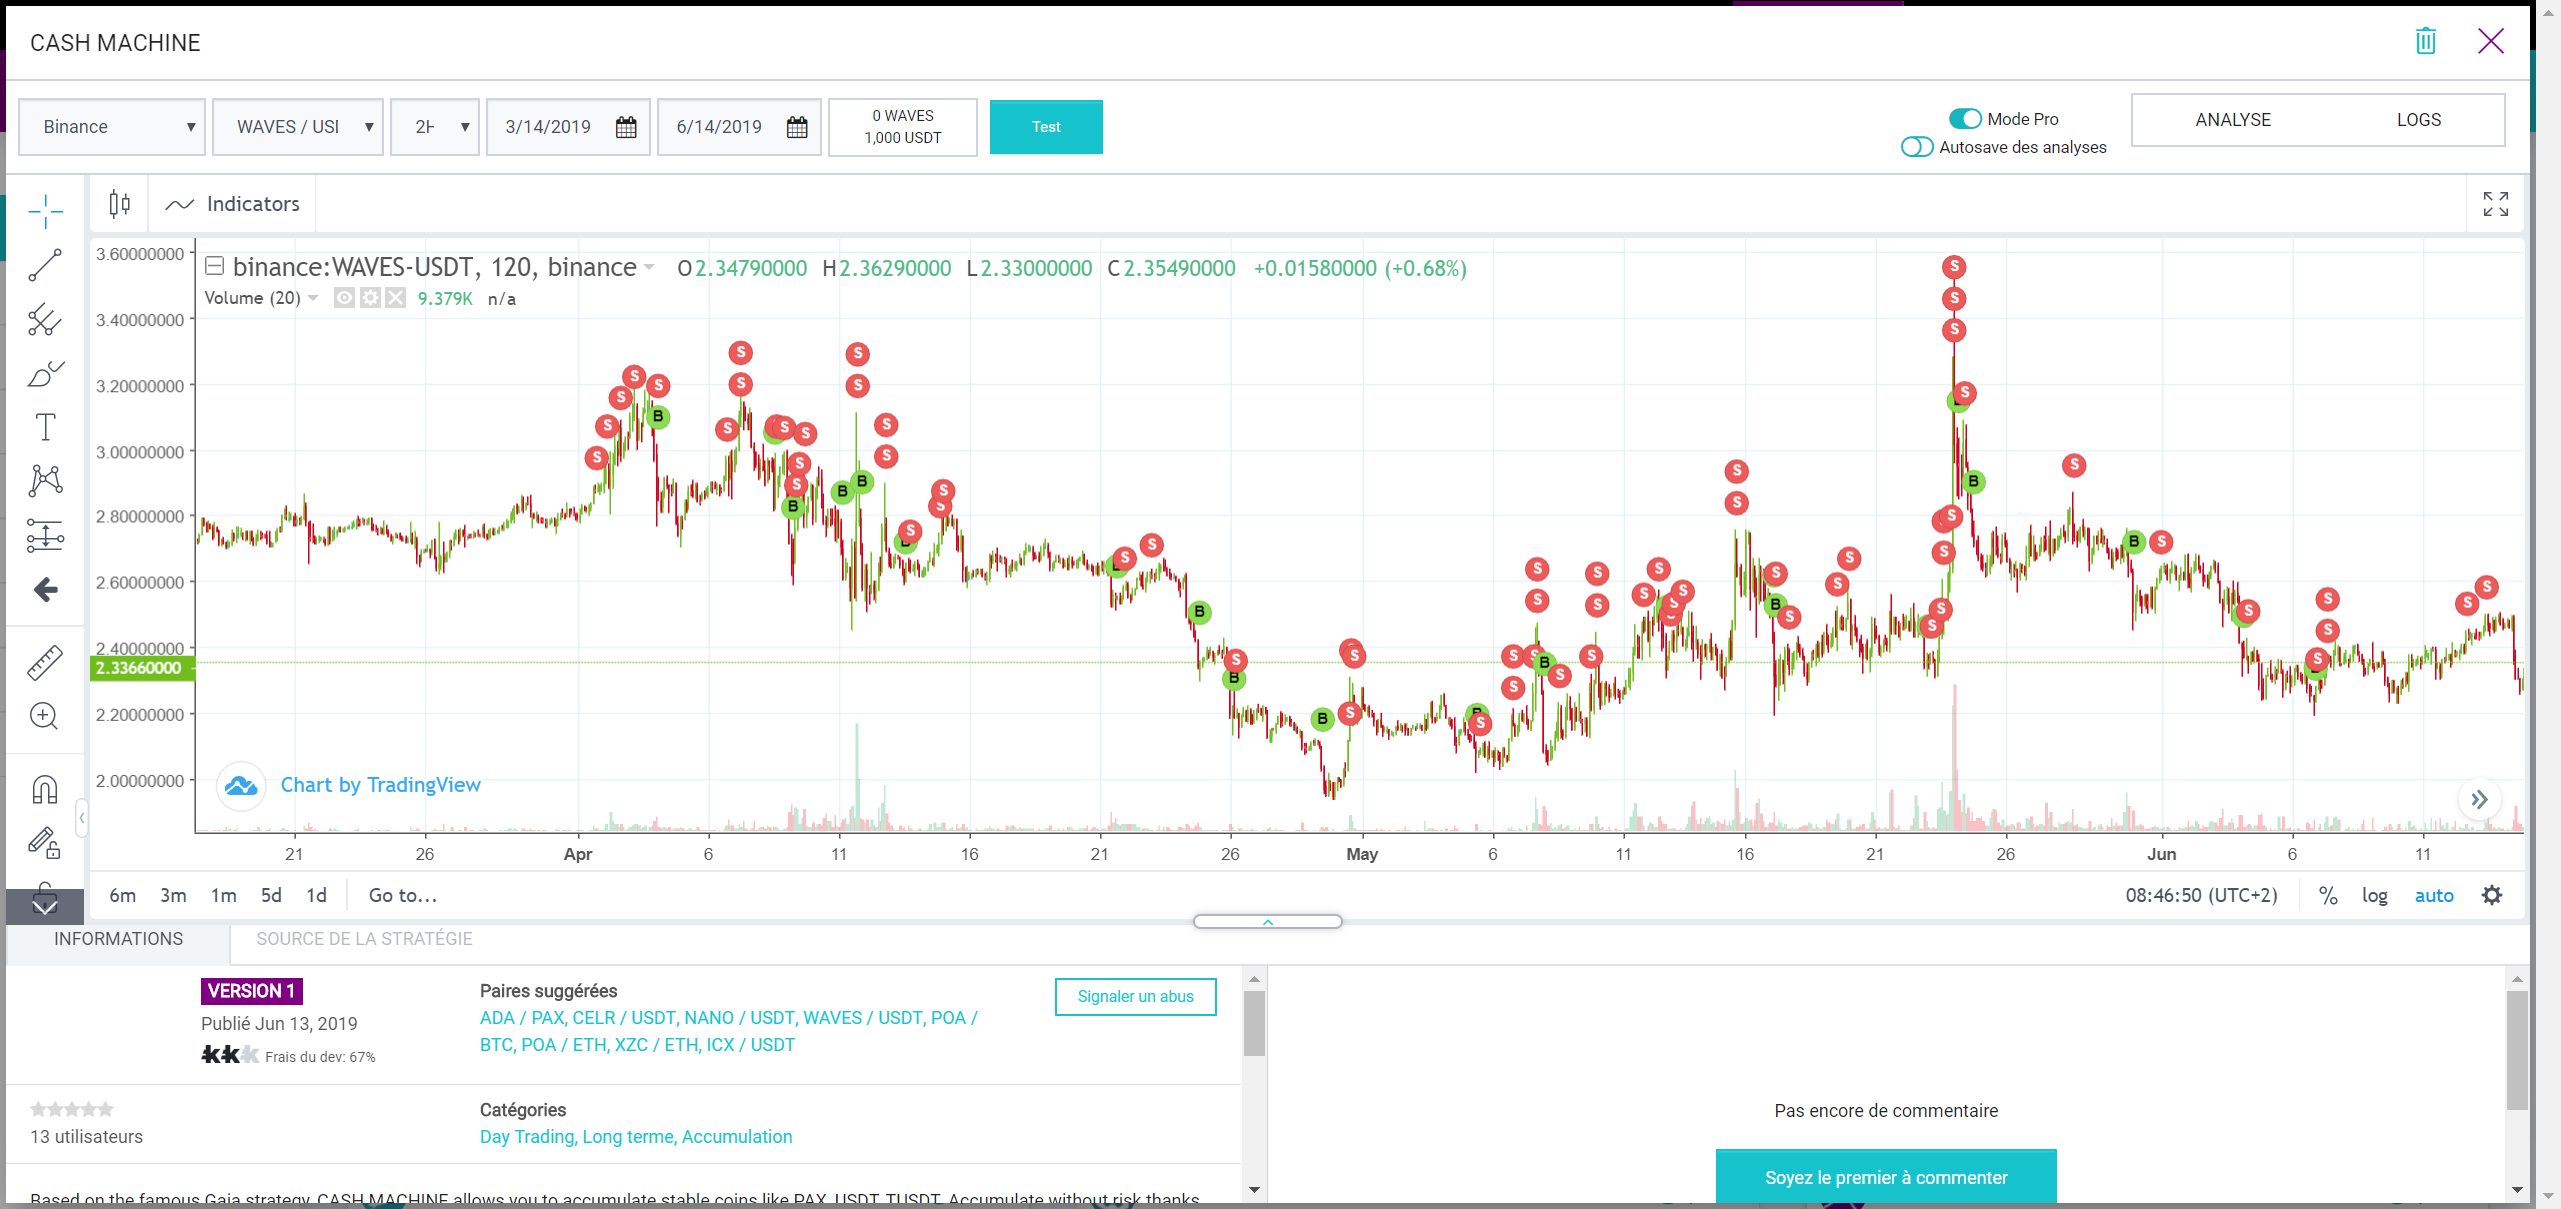 CASH MACHINE
Binance
WAVES / USI
2H
3/14/2019
6/14/2019
0 WAVES
1,000 USDT
Test
Mode Pro
Autosave des analyses
ANALYSE
LOGS
Indicators
binance:WAVES-USDT, 120, binance O2.34790000 H2.36290000 L2.33000000 C2.35490000 +0.01580000 (+0.68%)
Volume (20) 9.379K n/a
3.60000000
3.40000000
3.20000000
3.00000000
2.80000000
2.60000000
2.40000000
2.33660000
2.20000000
2.00000000
Chart by TradingView
21 26 Apr 6 11 16 21 26 May 6 11 16 21 26 Jun 6 11
6m 3m 1m 5d 1d Go to...
08:46:50 (UTC+2) % log auto
INFORMATIONS
SOURCE DE LA STRATÉGIE
VERSION 1
Publié Jun 13, 2019
Frais du dev: 67%
Paires suggérées
ADA / PAX, CELR / USDT, NANO / USDT, WAVES / USDT, POA /
BTC, POA / ETH, XZC / ETH, ICX / USDT
Signaler un abus
13 utilisateurs
Catégories
Day Trading, Long terme, Accumulation
Based on the famous Gaia strategy, CASH MACHINE allows you to accumulate stable coins like PAX, USDT, TUSDT. Accumulate without risk thanks
Pas encore de commentaire
Soyez le premier à commenter